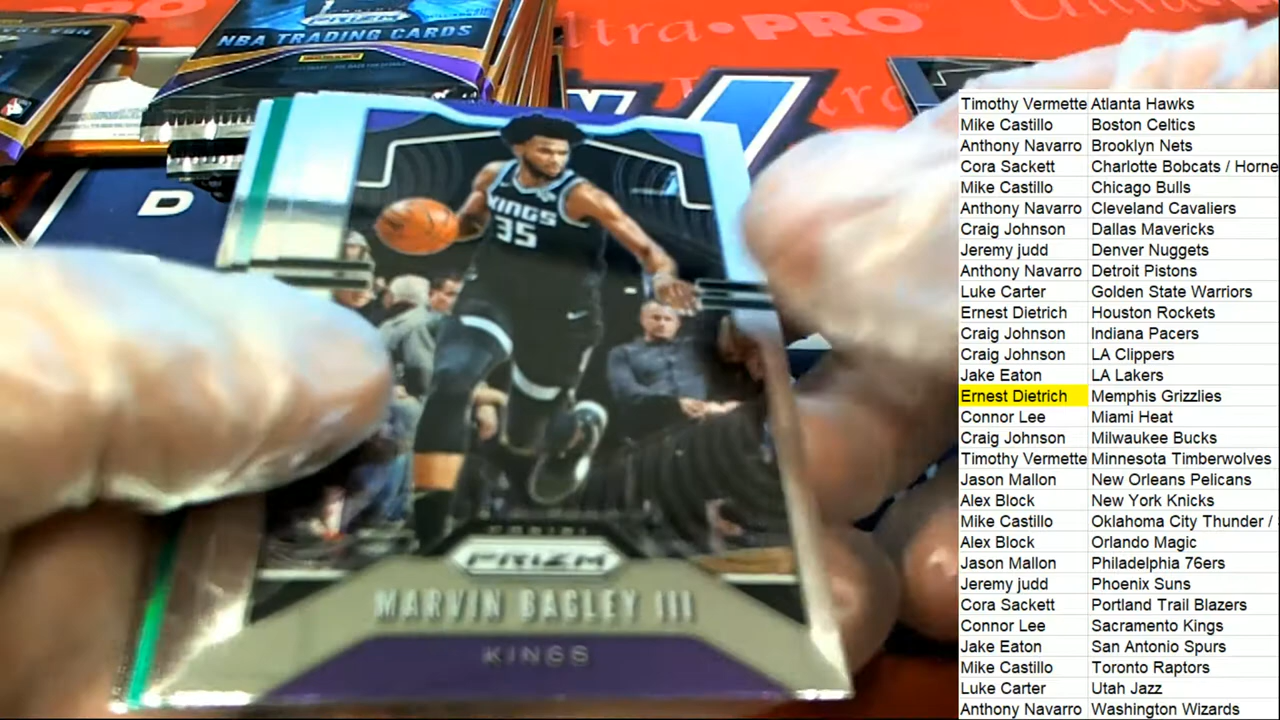 PRIZM
NBA TRADING CARDS
Ultra•PRO
D
KINGS
35
PANINI
PRIZM
MARVIN BAGLEY III
KINGS
Timothy Vermette Atlanta Hawks
Mike Castillo Boston Celtics
Anthony Navarro Brooklyn Nets
Cora Sackett Charlotte Bobcats / Horne
Mike Castillo Chicago Bulls
Anthony Navarro Cleveland Cavaliers
Craig Johnson Dallas Mavericks
Jeremy judd Denver Nuggets
Anthony Navarro Detroit Pistons
Luke Carter Golden State Warriors
Ernest Dietrich Houston Rockets
Craig Johnson Indiana Pacers
Craig Johnson LA Clippers
Jake Eaton LA Lakers
Ernest Dietrich Memphis Grizzlies
Connor Lee Miami Heat
Craig Johnson Milwaukee Bucks
Timothy Vermette Minnesota Timberwolves
Jason Mallon New Orleans Pelicans
Alex Block New York Knicks
Mike Castillo Oklahoma City Thunder /
Alex Block Orlando Magic
Jason Mallon Philadelphia 76ers
Jeremy judd Phoenix Suns
Cora Sackett Portland Trail Blazers
Connor Lee Sacramento Kings
Jake Eaton San Antonio Spurs
Mike Castillo Toronto Raptors
Luke Carter Utah Jazz
Anthony Navarro Washington Wizards